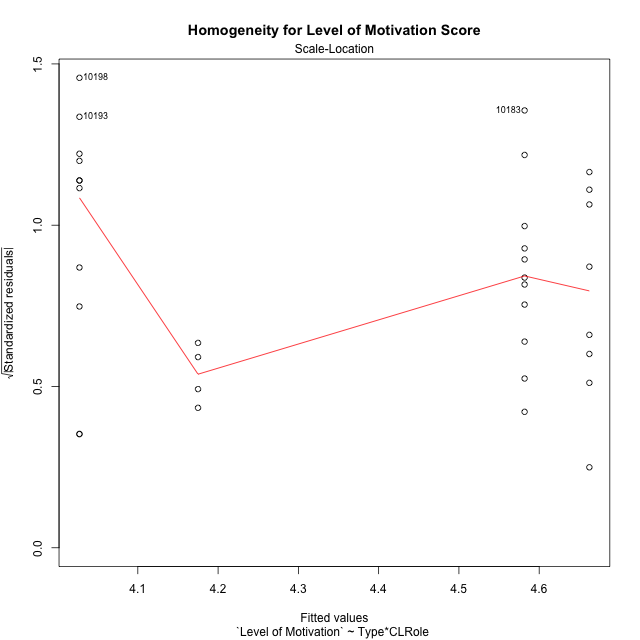 Homogeneity for Level of Motivation Score
Scale-Location
1.5
1.0
0.5
0.0
√|Standardized residuals|
10198
10193
10183
4.1 4.2 4.3 4.4 4.5 4.6
Fitted values
`Level of Motivation` ~ Type*CLRole